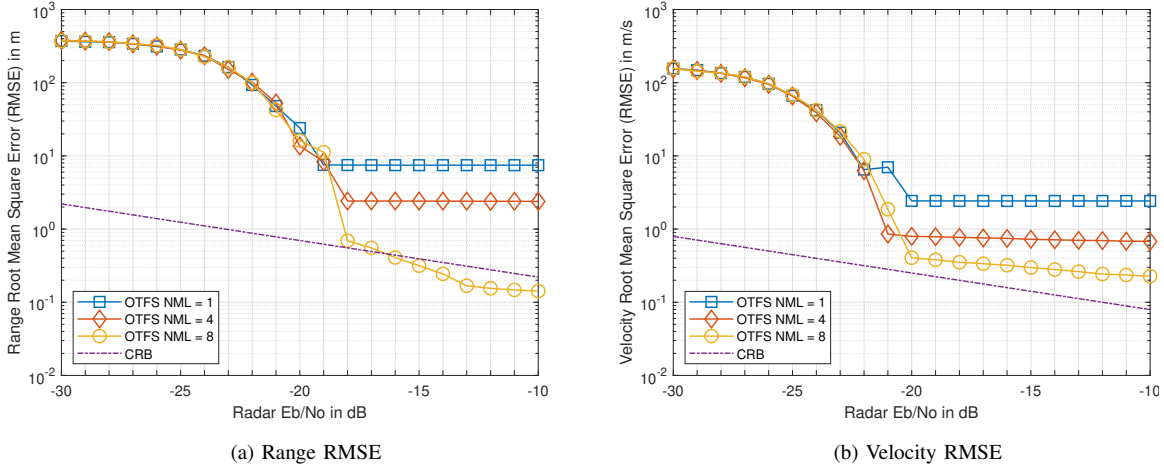 Range Root Mean Square Error (RMSE) in m
10^3
10^2
10^1
10^0
10^-1
10^-2
OTFS NML = 1
OTFS NML = 4
OTFS NML = 8
CRB
-30 -25 -20 -15 -10
Radar Eb/No in dB
(a) Range RMSE
Velocity Root Mean Square Error (RMSE) in m/s
10^3
10^2
10^1
10^0
10^-1
10^-2
OTFS NML = 1
OTFS NML = 4
OTFS NML = 8
CRB
-30 -25 -20 -15 -10
Radar Eb/No in dB
(b) Velocity RMSE